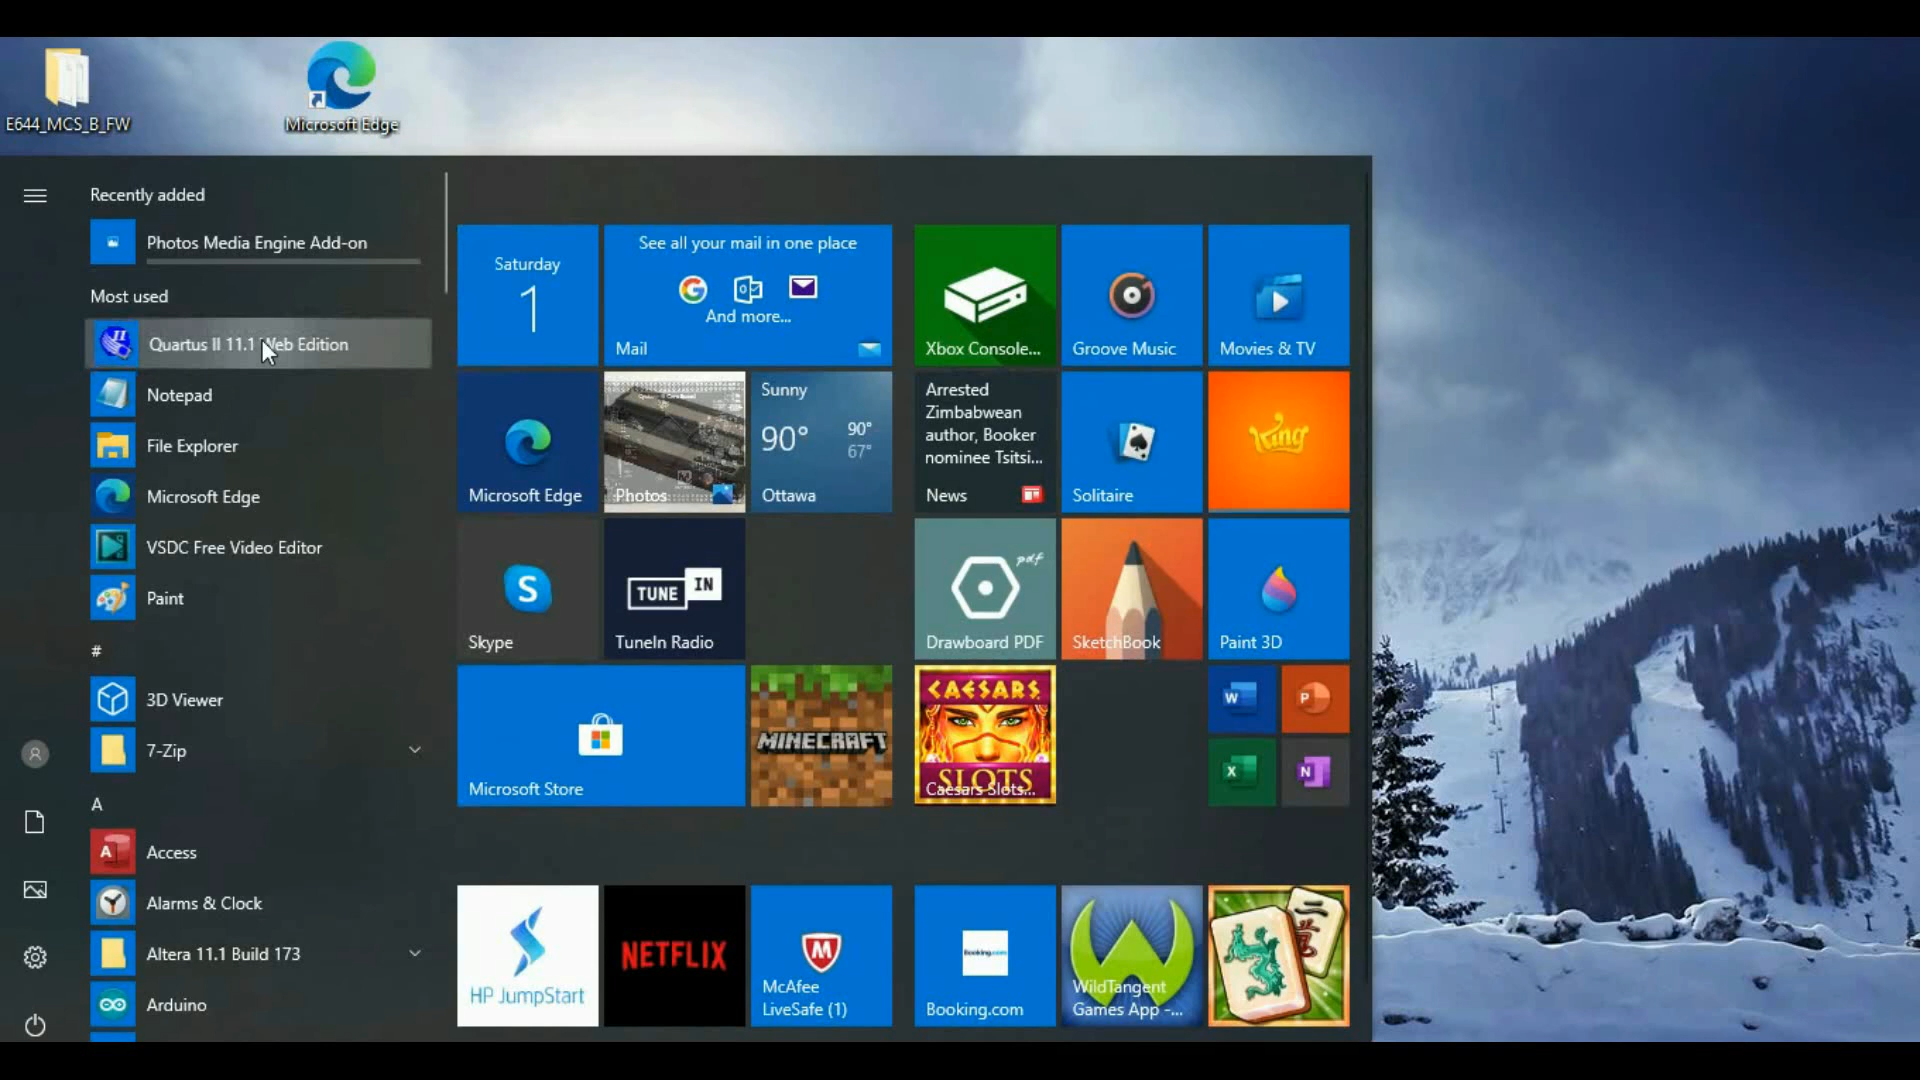 E644_MCS_B_FW
Microsoft Edge
Recently added
Photos Media Engine Add-on
Most used
Quartus II 11.1 Web Edition
Notepad
File Explorer
Microsoft Edge
VSDC Free Video Editor
Paint
#
3D Viewer
7-Zip
A
Access
Alarms & Clock
Altera 11.1 Build 173
Arduino
Saturday
1
See all your mail in one place
And more...
Mail
Xbox Console...
Groove Music
Movies & TV
Microsoft Edge
Photos
Sunny
90°
90°
67°
Ottawa
Arrested
Zimbabwean
author, Booker
nominee Tsitsi...
News
Solitaire
King
Skype
TUNE IN
TuneIn Radio
pdf
Drawboard PDF
SketchBook
Paint 3D
Microsoft Store
MINECRAFT
CAESARS
SLOTS
Caesars Slots...
HP JumpStart
NETFLIX
McAfee
LiveSafe (1)
Booking.com
Booking.com
WildTangent
Games App -...